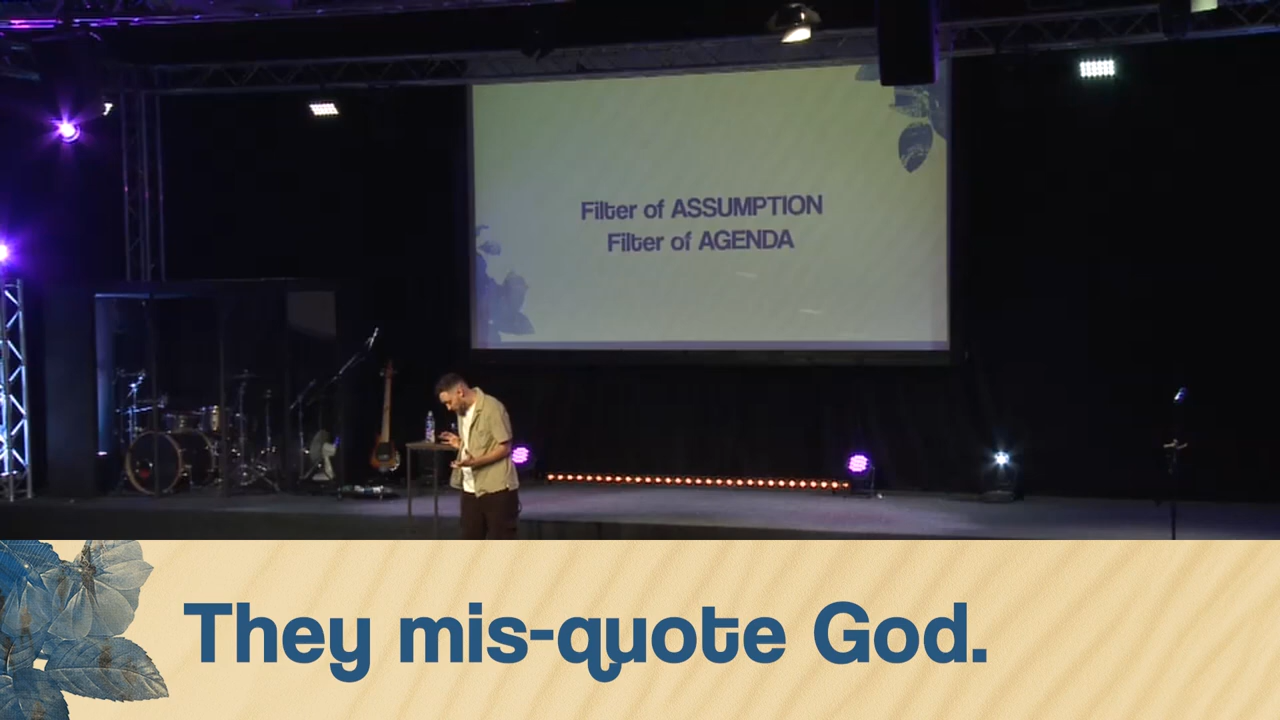 Filter of ASSUMPTION
Filter of AGENDA
They mis-quote God.